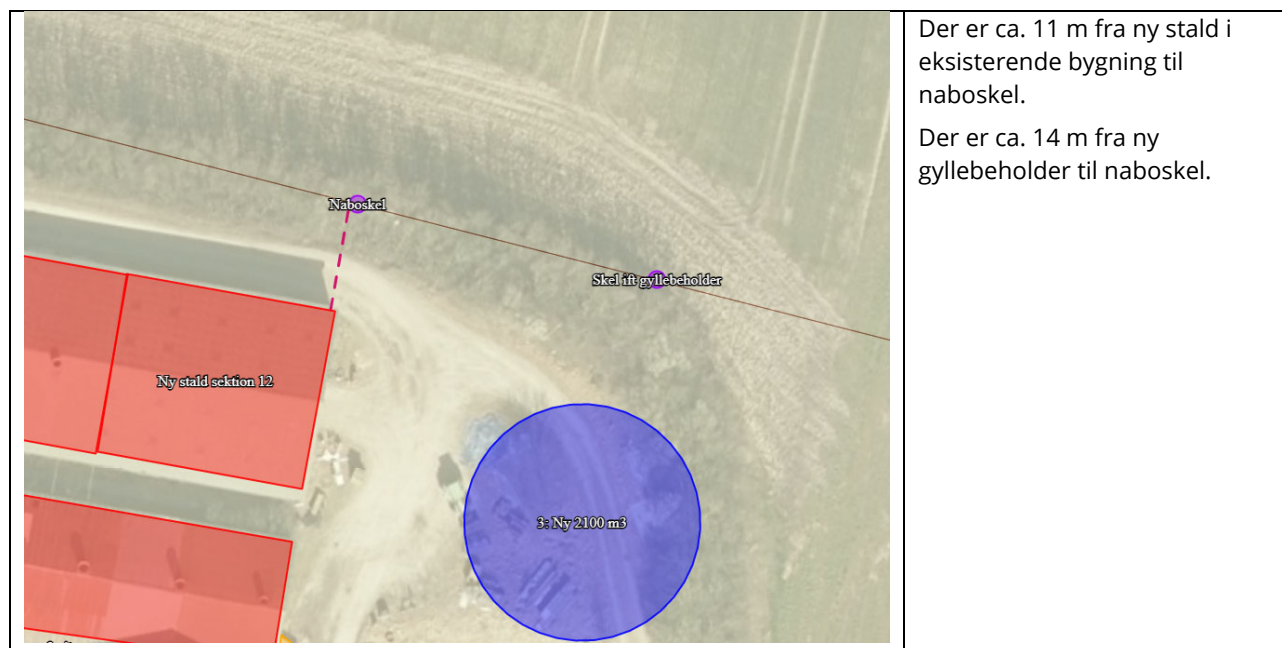 Naboskel
Skel ift gyllebeholder
Ny stald sektion 12
3: Ny 2100 m3
Der er ca. 11 m fra ny stald i
eksisterende bygning til
naboskel.
Der er ca. 14 m fra ny
gyllebeholder til naboskel.